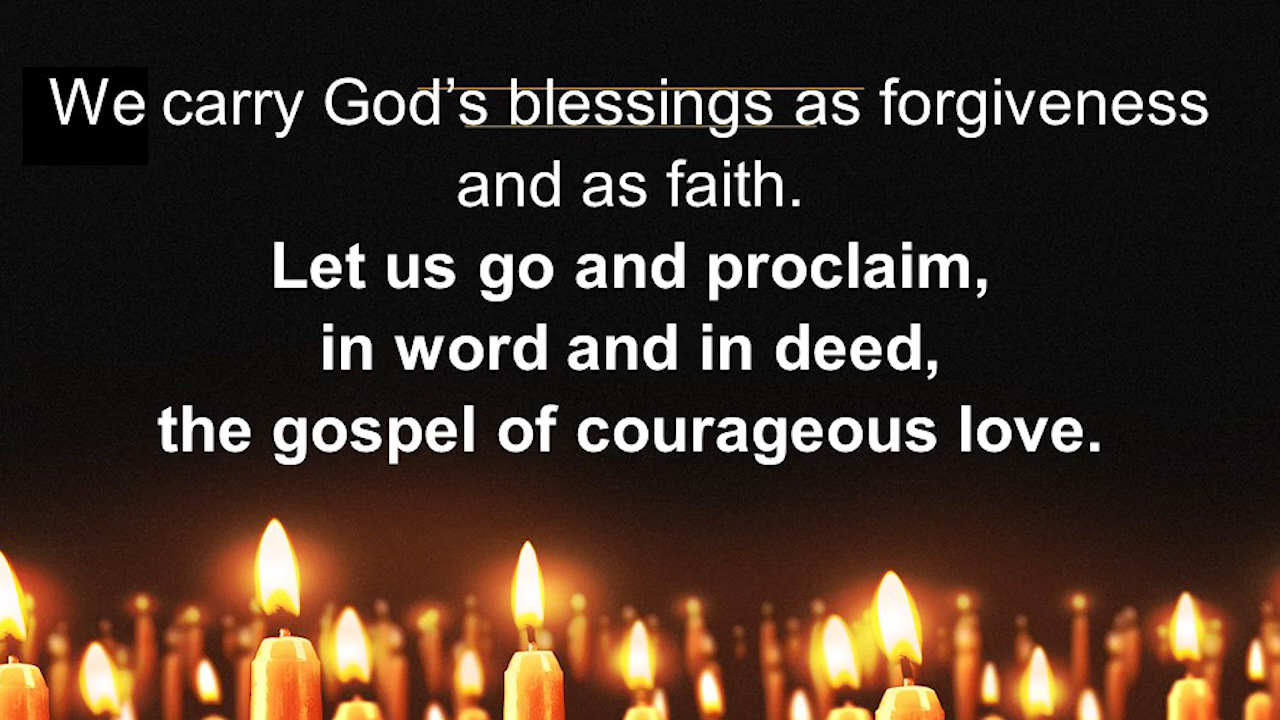 We carry God’s blessings as forgiveness
and as faith.
Let us go and proclaim,
in word and in deed,
the gospel of courageous love.